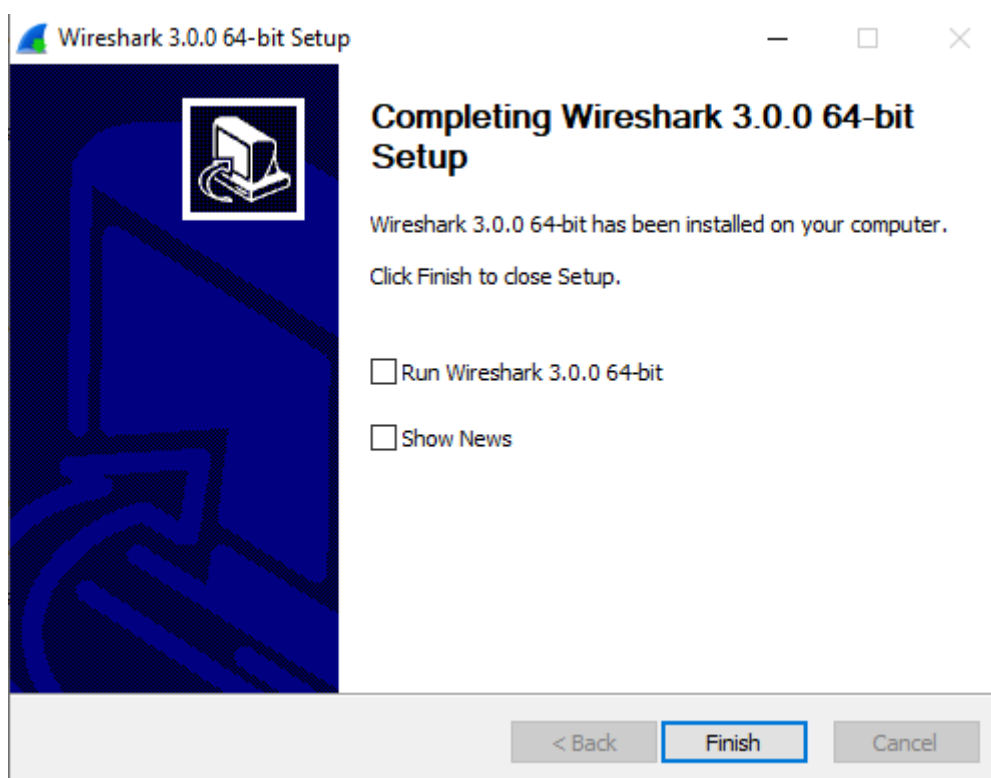 Wireshark 3.0.0 64-bit Setup
Completing Wireshark 3.0.0 64-bit
Setup
Wireshark 3.0.0 64-bit has been installed on your computer.
Click Finish to close Setup.
Run Wireshark 3.0.0 64-bit
Show News
< Back Finish Cancel